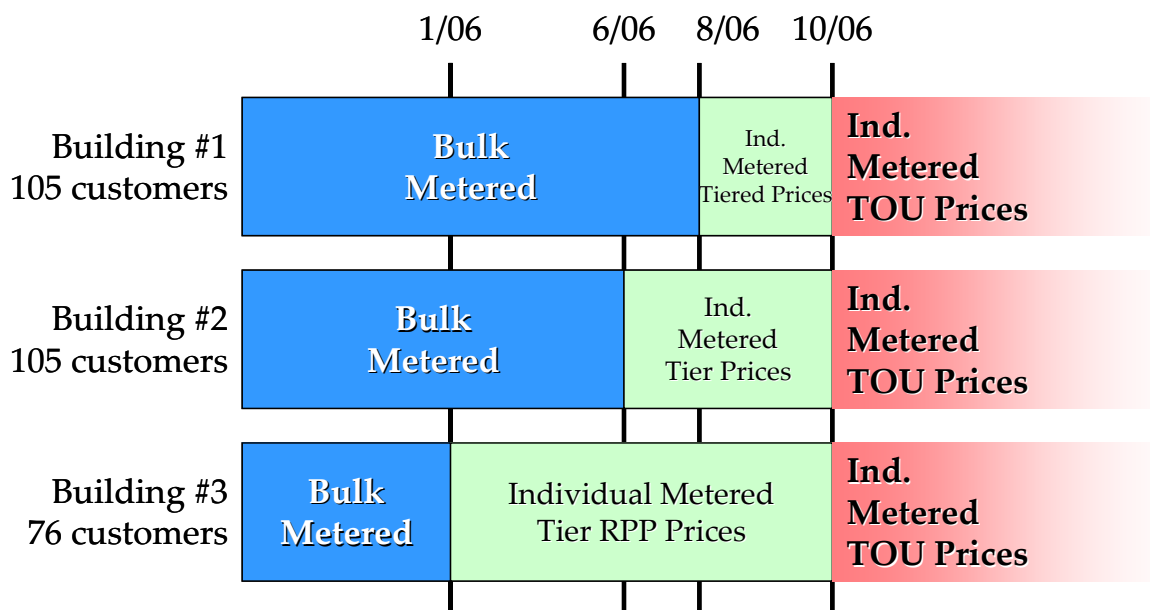 1/06 6/06 8/06 10/06
Building #1
105 customers
Bulk
Metered
Ind.
Metered
Tiered Prices
Ind.
Metered
TOU Prices
Building #2
105 customers
Bulk
Metered
Ind.
Metered
Tier Prices
Ind.
Metered
TOU Prices
Building #3
76 customers
Bulk
Metered
Individual Metered
Tier RPP Prices
Ind.
Metered
TOU Prices